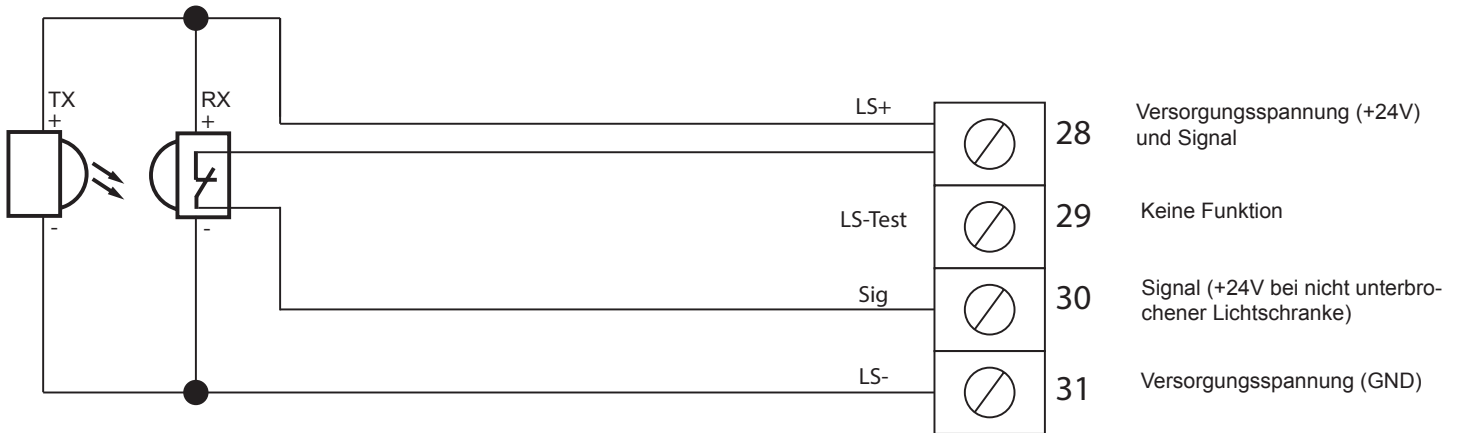 TX
+
-
RX
+
-
LS+
28
Versorgungsspannung (+24V)
und Signal
LS-Test
29
Keine Funktion
Sig
30
Signal (+24V bei nicht unterbro-
chener Lichtschranke)
LS-
31
Versorgungsspannung (GND)